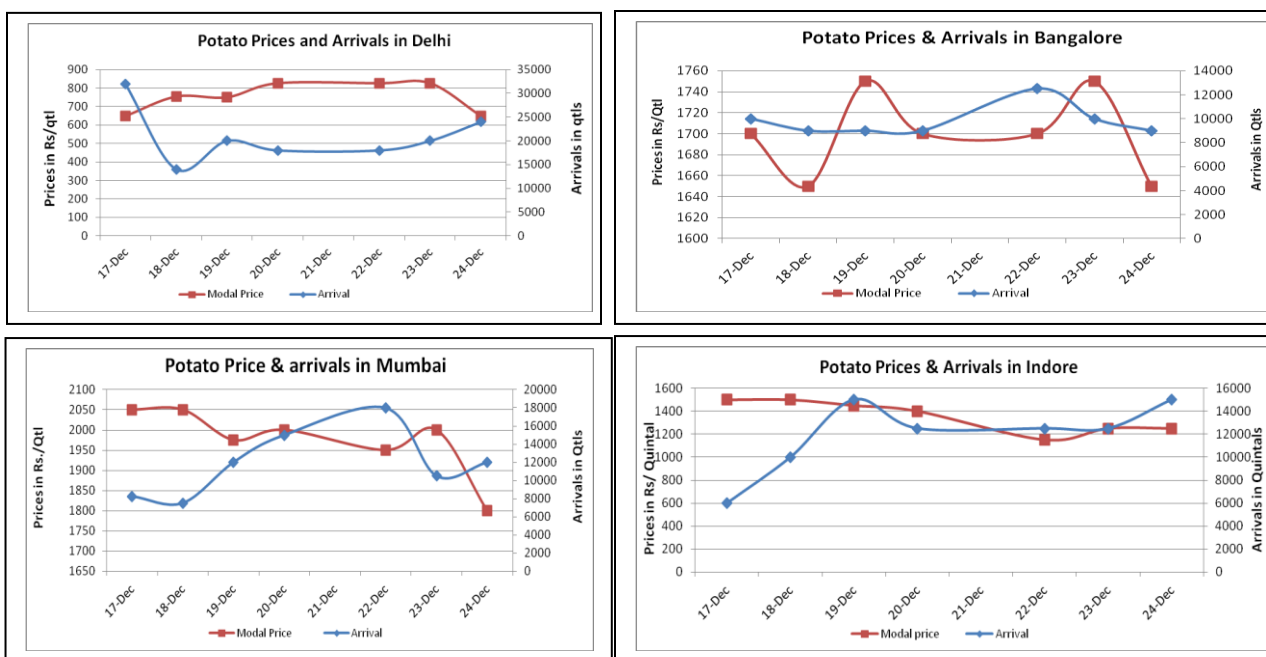 Potato Prices and Arrivals in Delhi
Prices in Rs/qtl
900
800
700
600
500
400
300
200
100
0
35000
30000
25000
20000
15000
10000
5000
0
Arrivals in qtls
17-Dec
18-Dec
19-Dec
20-Dec
21-Dec
22-Dec
23-Dec
24-Dec
Modal Price
Arrival
Potato Prices & Arrivals in Bangalore
Prices in Rs/Qtl
1760
1740
1720
1700
1680
1660
1640
1620
1600
14000
12000
10000
8000
6000
4000
2000
0
Arrivals in Qtls
17-Dec
18-Dec
19-Dec
20-Dec
21-Dec
22-Dec
23-Dec
24-Dec
Modal Price
Arrival
Potato Price & arrivals in Mumbai
Prices in Rs./Qtl
2100
2050
2000
1950
1900
1850
1800
1750
1700
1650
20000
18000
16000
14000
12000
10000
8000
6000
4000
2000
0
Arrivals in Qtls
17-Dec
18-Dec
19-Dec
20-Dec
21-Dec
22-Dec
23-Dec
24-Dec
Modal Price
Arrival
Potato Prices & Arrivals in Indore
Prices in Rs/ Quintal
1600
1400
1200
1000
800
600
400
200
0
16000
14000
12000
10000
8000
6000
4000
2000
0
Arrivals in Quintals
17-Dec
18-Dec
19-Dec
20-Dec
21-Dec
22-Dec
23-Dec
24-Dec
Modal price
Arrival